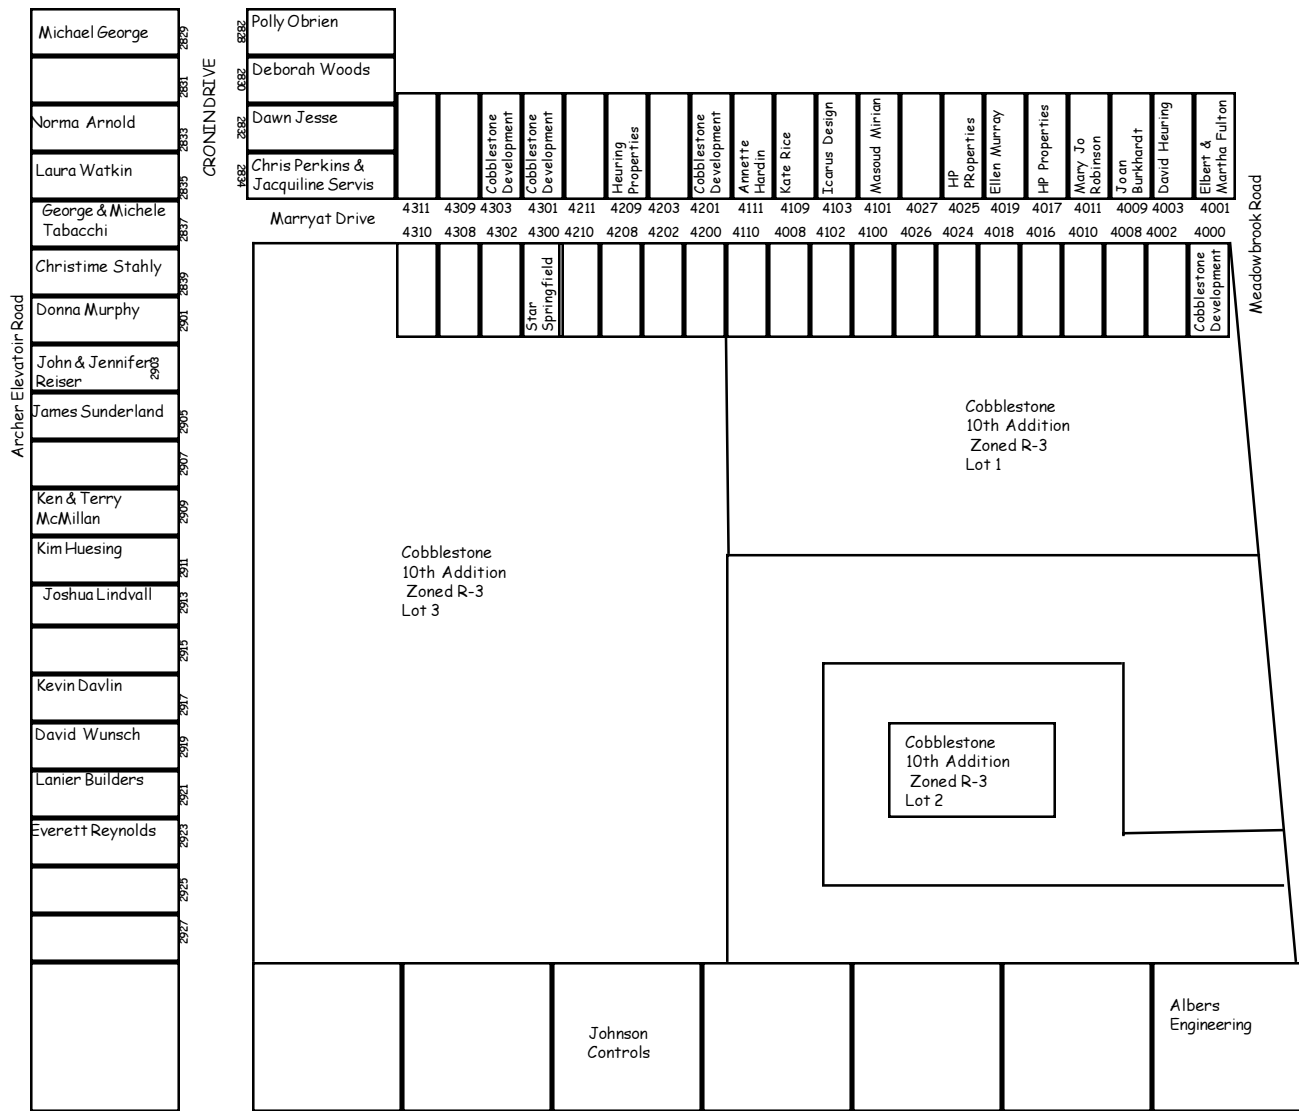 Archer Elevatoir Road
Michael George
2829
2831
Norma Arnold
2833
Laura Watkin
2835
George & Michele
Tabacchi
2837
Christime Stahly
2839
Donna Murphy
2901
John & Jennifer
Reiser
2903
James Sunderland
2905
2907
Ken & Terry
McMillan
2909
Kim Huesing
2911
Joshua Lindvall
2913
2915
Kevin Davlin
2917
David Wunsch
2919
Lanier Builders
2921
Everett Reynolds
2923
2925
2927
CRONIN DRIVE
2828
Polly Obrien
2830
Deborah Woods
2832
Dawn Jesse
2834
Chris Perkins &
Jacquiline Servis
Cobblestone
Development
Cobblestone
Development
Heuring
Properties
Cobblestone
Development
Annette
Hardin
Kate Rice
Icarus Design
Masoud Mirian
HP
PRoperties
Ellen Murray
HP Properties
Mary Jo
Robinson
Joan
Burkhardt
David Heuring
Elbert &
Martha Fulton
Marryat Drive
4311 4309 4303 4301 4211 4209 4203 4201 4111 4109 4103 4101 4027 4025 4019 4017 4011 4009 4003 4001
4310 4308 4302 4300 4210 4208 4202 4200 4110 4008 4102 4100 4026 4024 4018 4016 4010 4008 4002 4000
Meadowbrook Road
Star
Springfield
Cobblestone
Development
Cobblestone
10th Addition
Zoned R-3
Lot 1
Cobblestone
10th Addition
Zoned R-3
Lot 3
Cobblestone
10th Addition
Zoned R-3
Lot 2
Johnson
Controls
Albers
Engineering